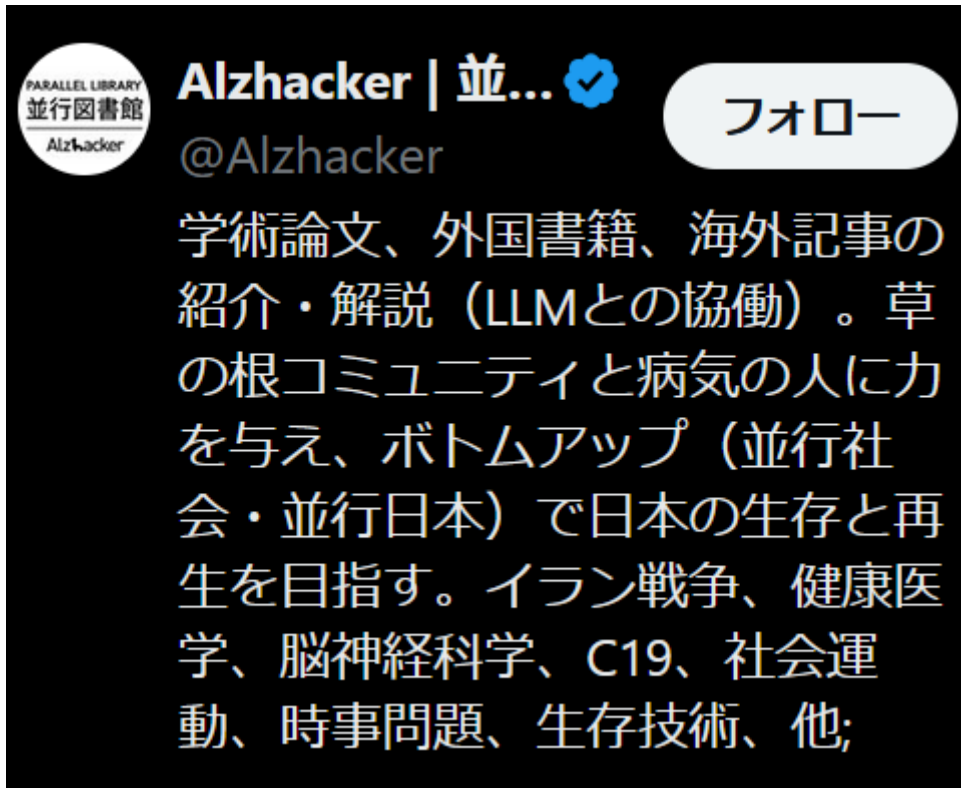 PARALLEL LIBRARY
並行図書館
Alzhacker
Alzhacker | 並...
@Alzhacker
フォロー
学術論文、外国書籍、海外記事の
紹介・解説（LLMとの協働）。草
の根コミュニティと病気の人に力
を与え、ボトムアップ（並行社
会・並行日本）で日本の生存と再
生を目指す。イラン戦争、健康医
学、脳神経科学、C19、社会運
動、時事問題、生存技術、他;